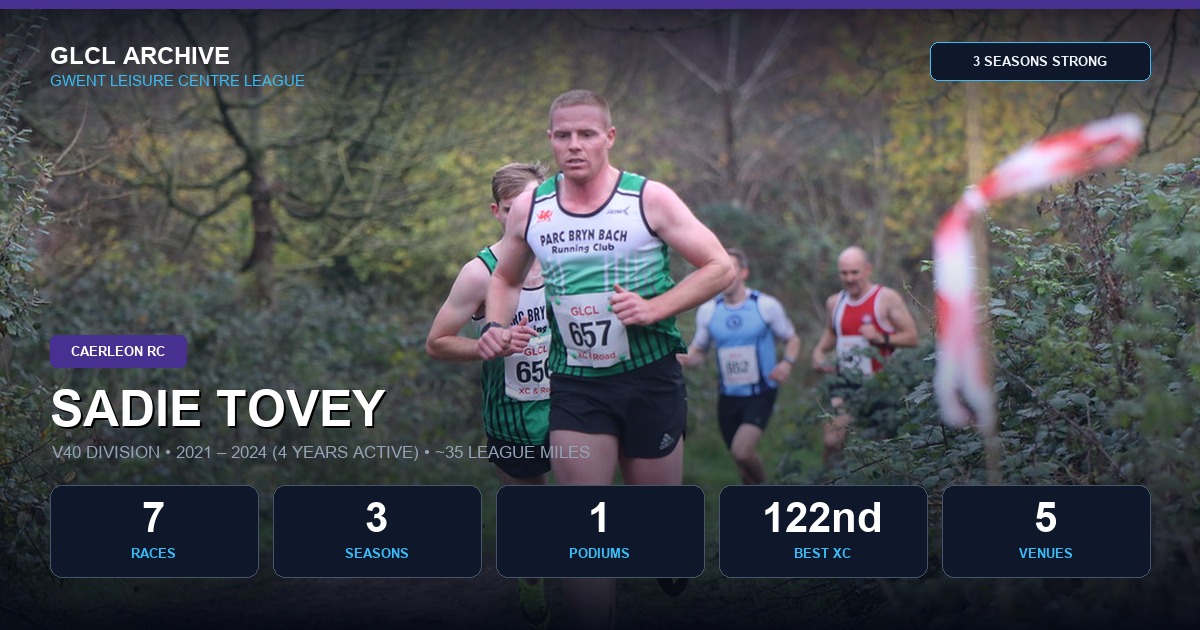 GLCL ARCHIVE
GWENT LEISURE CENTRE LEAGUE
3 SEASONS STRONG
PARC BRYN BACH
Running Club
GLCL
657
XC & Road
GLCL
CAERLEON RC
SADIE TOVEY
V40 DIVISION • 2021 – 2024 (4 YEARS ACTIVE) • ~35 LEAGUE MILES
7
RACES
3
SEASONS
1
PODIUMS
122nd
BEST XC
5
VENUES